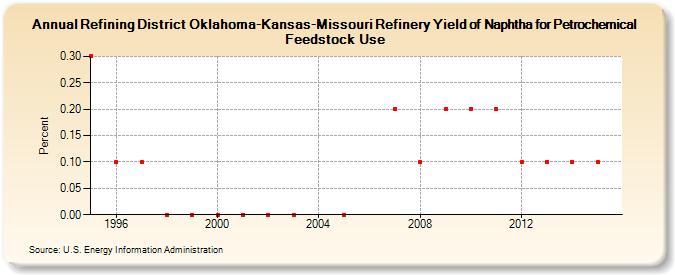 Annual Refining District Oklahoma-Kansas-Missouri Refinery Yield of Naphtha for Petrochemical
Feedstock Use
Percent
0.30
0.25
0.20
0.15
0.10
0.05
0.00
1996 2000 2004 2008 2012
Source: U.S. Energy Information Administration